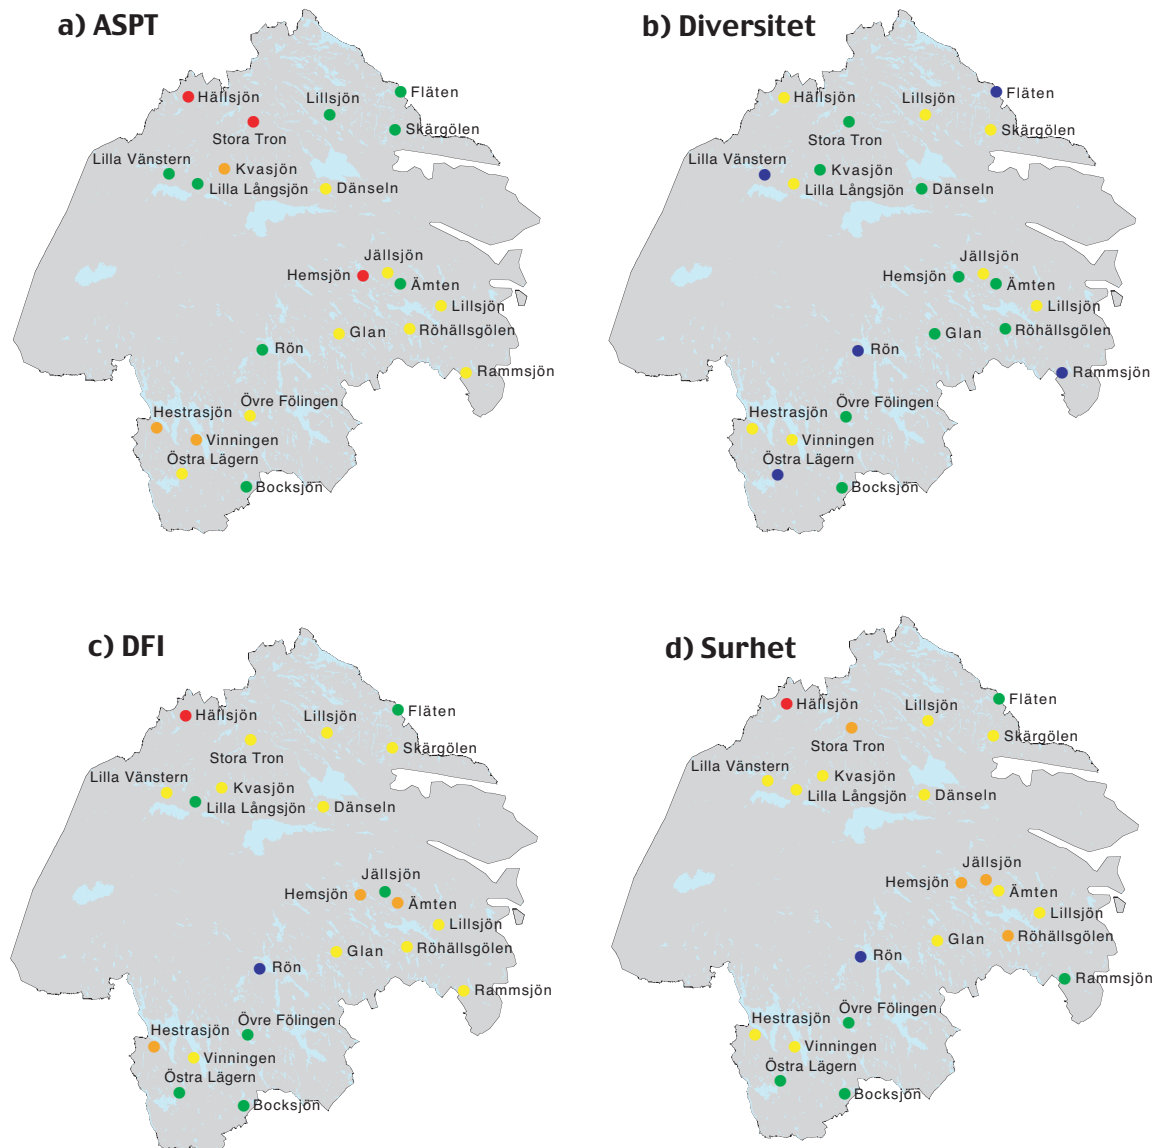 a) ASPT
Hällsjön
Lillsjön
Fläten
Stora Tron
Skärgölen
Lilla Vänstern
Kvasjön
Lilla Långsjön
Dänseln
Jällsjön
Hemsjön
Ämten
Lillsjön
Glan
Röhällsgölen
Rön
Rammsjön
Övre Fölingen
Hestrasjön
Vinningen
Östra Lägern
Bocksjön
b) Diversitet
Hällsjön
Lillsjön
Fläten
Stora Tron
Skärgölen
Lilla Vänstern
Kvasjön
Lilla Långsjön
Dänseln
Jällsjön
Hemsjön
Ämten
Lillsjön
Glan
Röhällsgölen
Rön
Rammsjön
Övre Fölingen
Hestrasjön
Vinningen
Östra Lägern
Bocksjön
c) DFI
Hällsjön
Lillsjön
Fläten
Stora Tron
Skärgölen
Lilla Vänstern
Kvasjön
Lilla Långsjön
Dänseln
Jällsjön
Hemsjön
Ämten
Lillsjön
Glan
Röhällsgölen
Rön
Rammsjön
Övre Fölingen
Hestrasjön
Vinningen
Östra Lägern
Bocksjön
d) Surhet
Hällsjön
Lillsjön
Fläten
Stora Tron
Skärgölen
Lilla Vänstern
Kvasjön
Lilla Långsjön
Dänseln
Jällsjön
Hemsjön
Ämten
Lillsjön
Glan
Röhällsgölen
Rön
Rammsjön
Övre Fölingen
Hestrasjön
Vinningen
Östra Lägern
Bocksjön